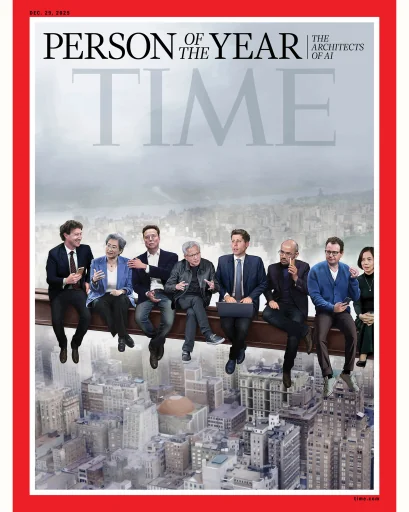 DEC. 29, 2025
PERSON OF THE YEAR
THE
ARCHITECTS
OF AI
TIME
time.com